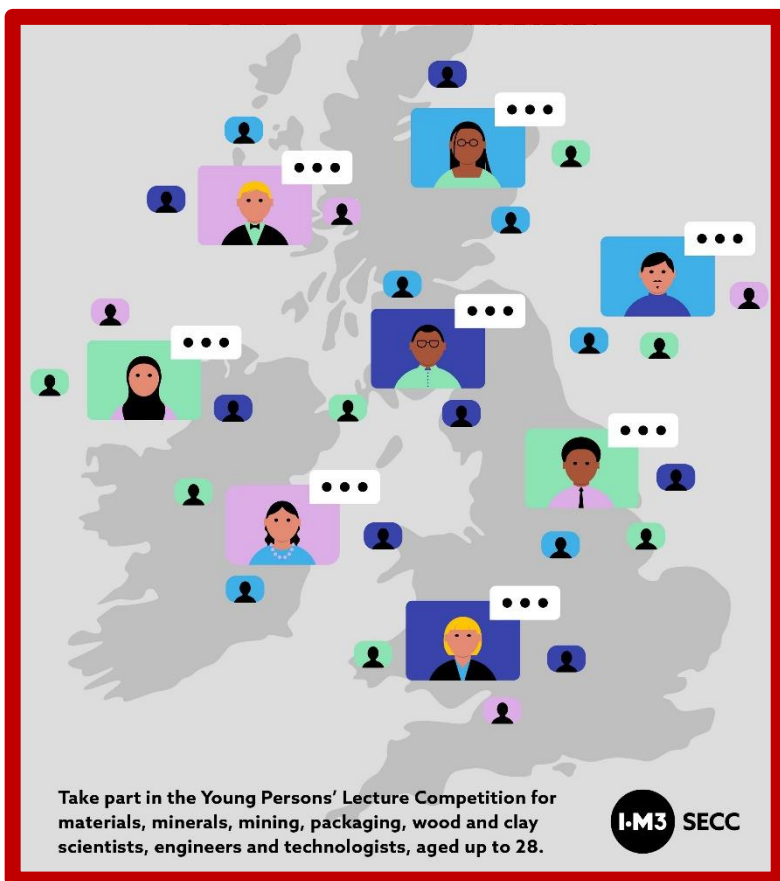 Take part in the Young Persons' Lecture Competition for
materials, minerals, mining, packaging, wood and clay
scientists, engineers and technologists, aged up to 28.
I·M3 SECC